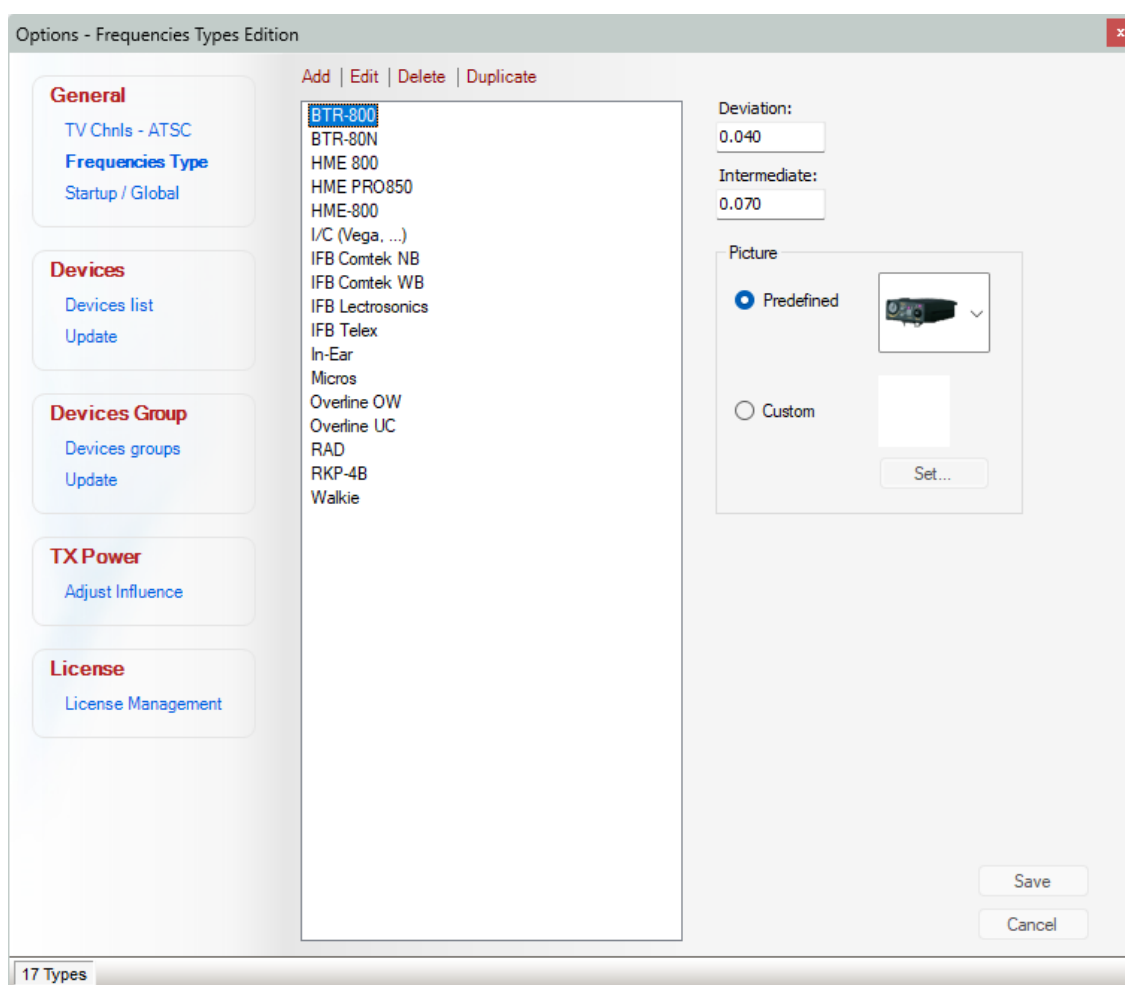 Options - Frequencies Types Edition
x
General
TV Chnls - ATSC
Frequencies Type
Startup / Global
Devices
Devices list
Update
Devices Group
Devices groups
Update
TX Power
Adjust Influence
License
License Management
Add | Edit | Delete | Duplicate
BTR-800
BTR-80N
HME 800
HME PRO850
HME-800
I/C (Vega, ...)
IFB Comtek NB
IFB Comtek WB
IFB Lectrosonics
IFB Telex
In-Ear
Micros
Overline OW
Overline UC
RAD
RKP-4B
Walkie
Deviation:
0.040
Intermediate:
0.070
Picture
Predefined
Custom
Set...
Save
Cancel
17 Types